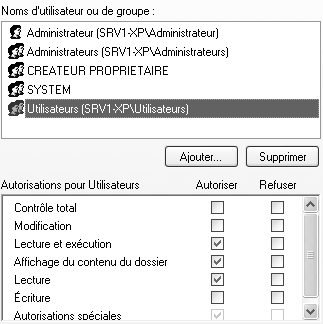 Noms d'utilisateur ou de groupe :
Administrateur (SRV1-XP\Administrateur)
Administrateurs (SRV1-XP\Administrateurs)
CREATEUR PROPRIETAIRE
SYSTEM
Utilisateurs (SRV1-XP\Utilisateurs)
Ajouter... Supprimer
Autorisations pour Utilisateurs Autoriser Refuser
Contrôle total
Modification
Lecture et exécution
Affichage du contenu du dossier
Lecture
Écriture
Autorisations spéciales